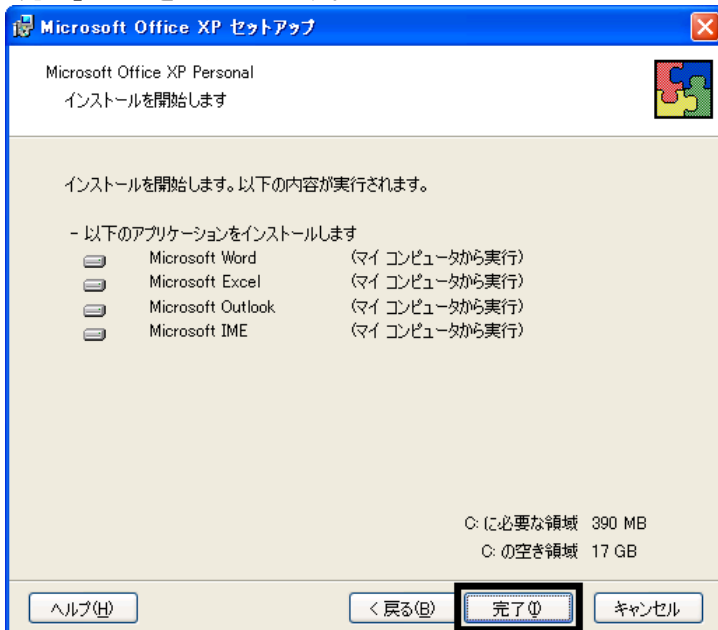 Microsoft Office XP セットアップ
Microsoft Office XP Personal
インストールを開始します
インストールを開始します。以下の内容が実行されます。
- 以下のアプリケーションをインストールします
Microsoft Word (マイ コンピュータから実行)
Microsoft Excel (マイ コンピュータから実行)
Microsoft Outlook (マイ コンピュータから実行)
Microsoft IME (マイ コンピュータから実行)
C: に必要な領域 390 MB
C: の空き領域 17 GB
ヘルプ(H) < 戻る(B) 完了(I) キャンセル